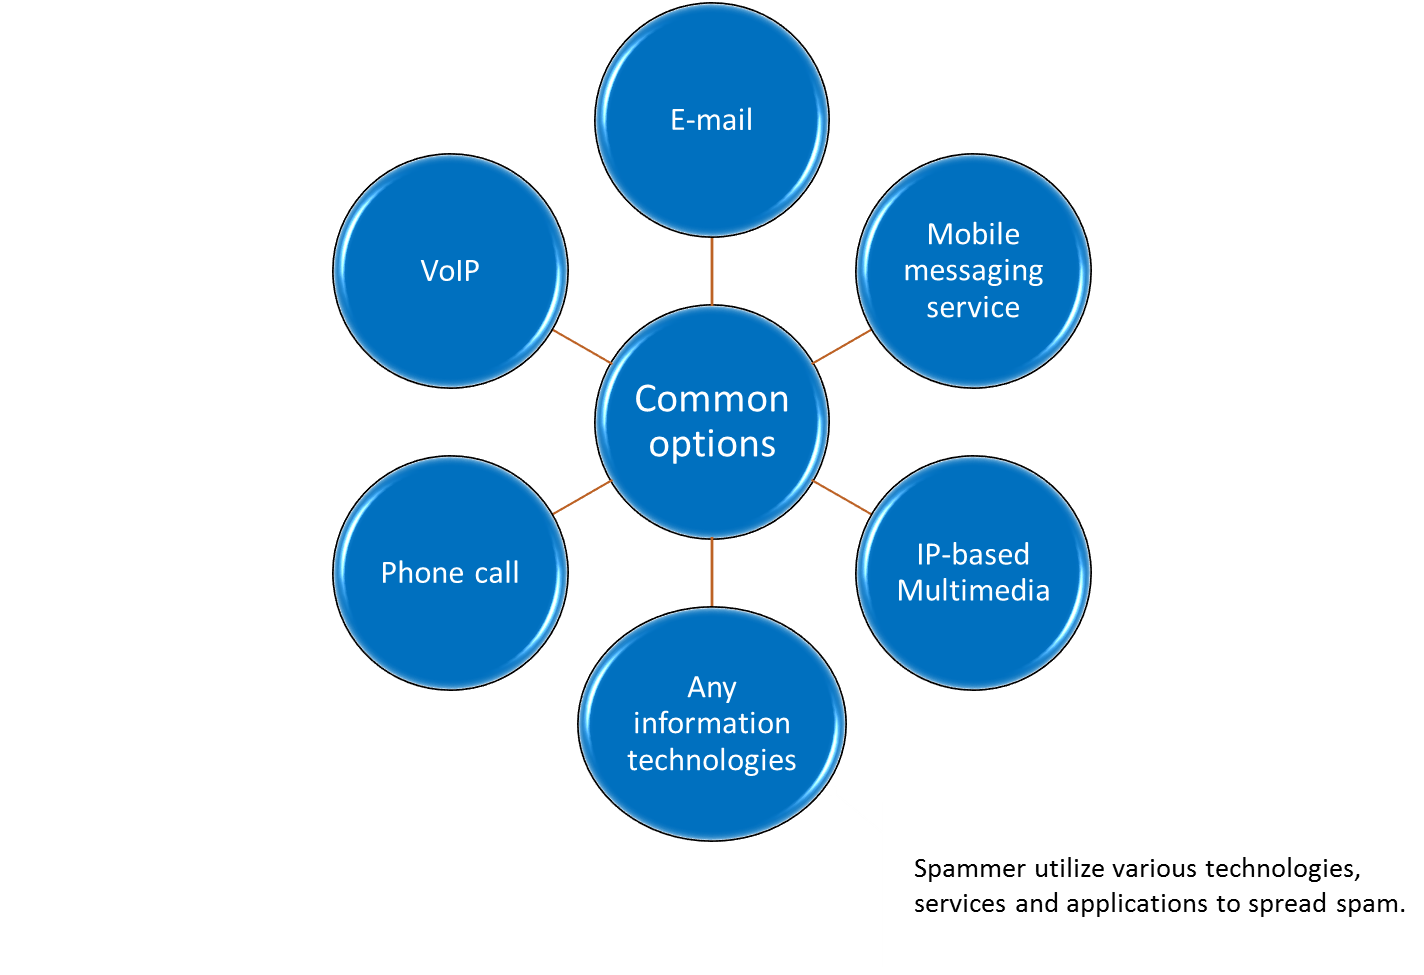 E-mail
VoIP
Mobile
messaging
service
Common
options
Phone call
IP-based
Multimedia
Any
information
technologies
Spammer utilize various technologies,
services and applications to spread spam.